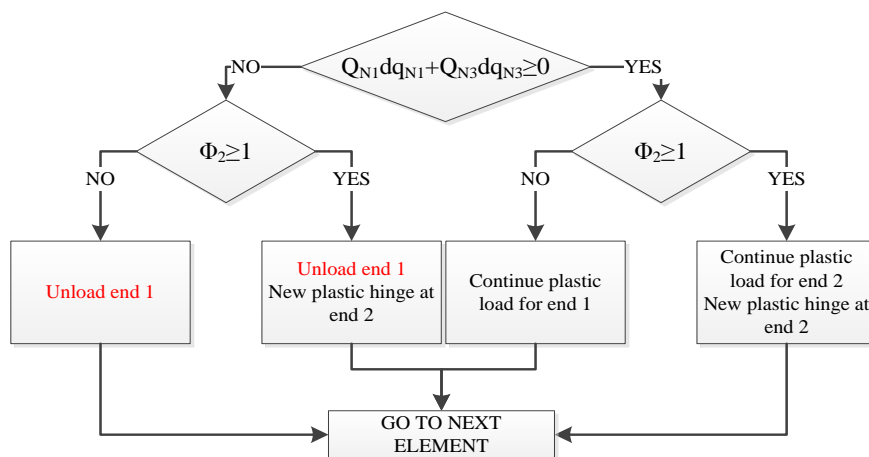 Q_N1dq_N1+Q_N3dq_N3≥0
NO
YES
Φ₂≥1
Φ₂≥1
NO
YES
NO
YES
Unload end 1
Unload end 1
New plastic hinge at
end 2
Continue plastic
load for end 1
Continue plastic
load for end 2
New plastic hinge at
end 2
GO TO NEXT
ELEMENT